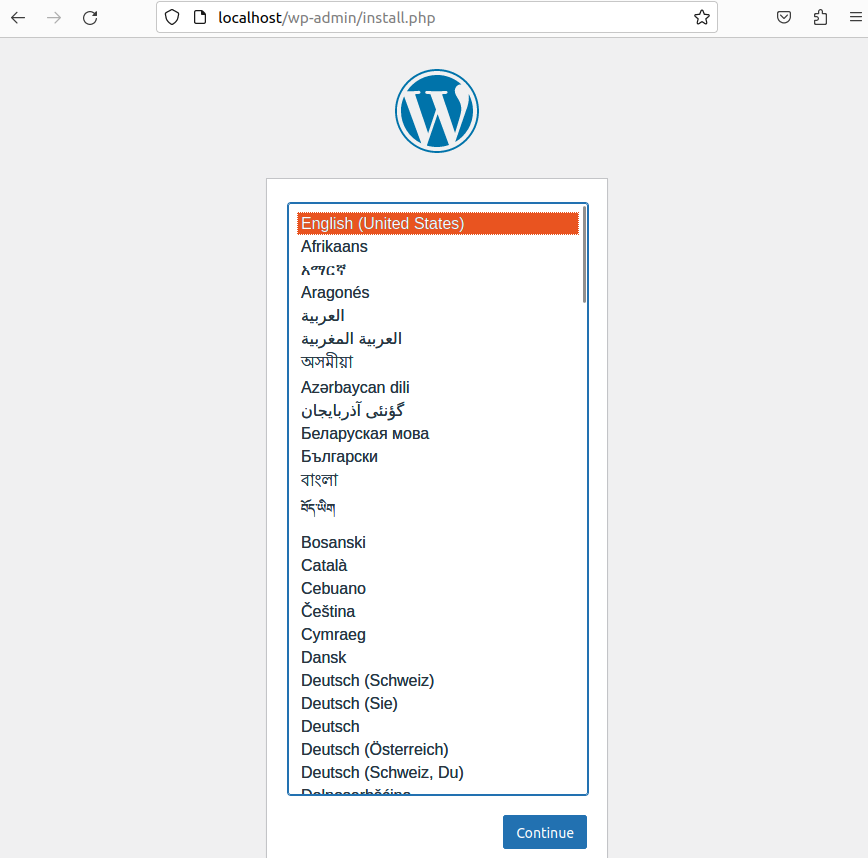 localhost/wp-admin/install.php
English (United States)
Afrikaans
አማርኛ
Aragonés
العربية
العربية المغربية
অসমীয়া
Azərbaycan dili
گؤنئی آذربایجان
Беларуская мова
Български
বাংলা
བོད་ཡིག
Bosanski
Català
Cebuano
Čeština
Cymraeg
Dansk
Deutsch (Schweiz)
Deutsch (Sie)
Deutsch
Deutsch (Österreich)
Deutsch (Schweiz, Du)
Dolnoserbšćina
Continue